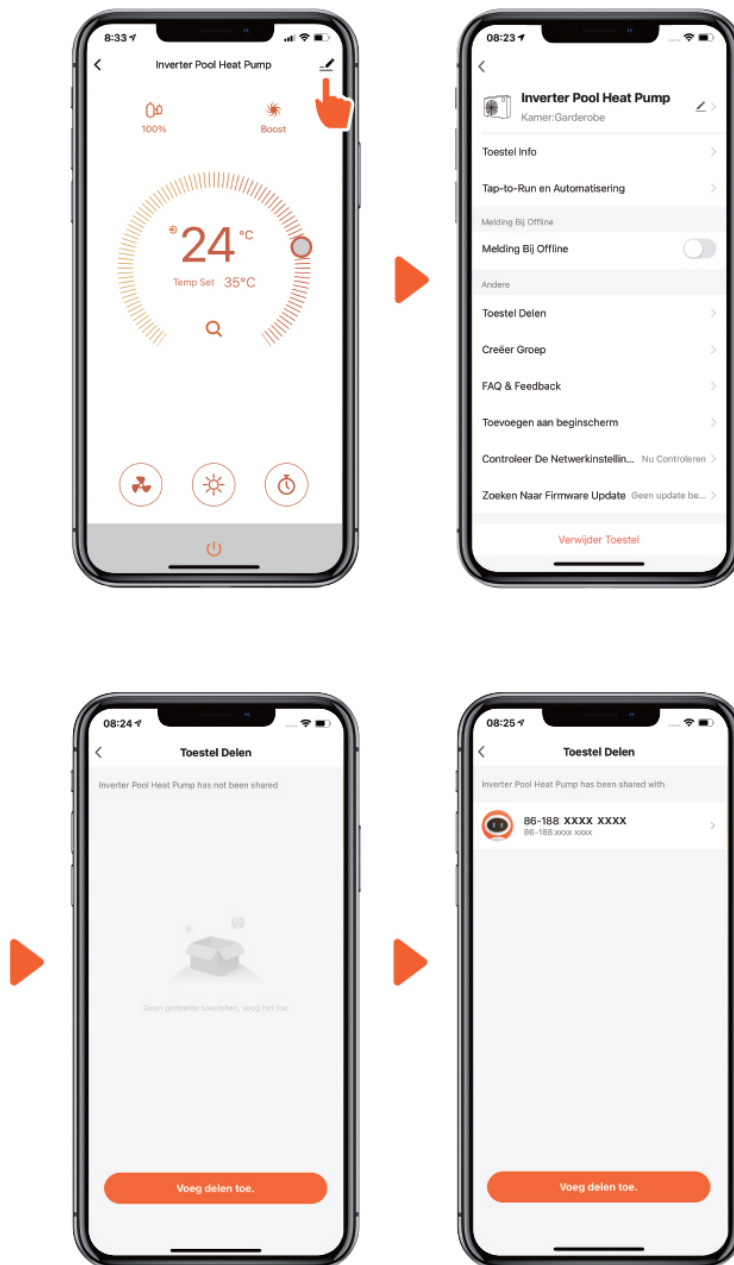 8:33
Inverter Pool Heat Pump
100%
Boost
24 °C
Temp Set 35°C
08:23
Inverter Pool Heat Pump
Kamer:Garderobe
Toestel Info
Tap-to-Run en Automatisering
Melding Bij Offline
Melding Bij Offline
Andere
Toestel Delen
Creëer Groep
FAQ & Feedback
Toevoegen aan beginscherm
Controleer De Netwerkinstellin... Nu Controleren
Zoeken Naar Firmware Update Geen update be...
Verwijder Toestel
08:24
Toestel Delen
Inverter Pool Heat Pump has not been shared
Geen gedeelde toestellen, voeg het toe
Voeg delen toe.
08:25
Toestel Delen
Inverter Pool Heat Pump has been shared with
86-188 XXXX XXXX
86-188 xxxx xxxx
Voeg delen toe.